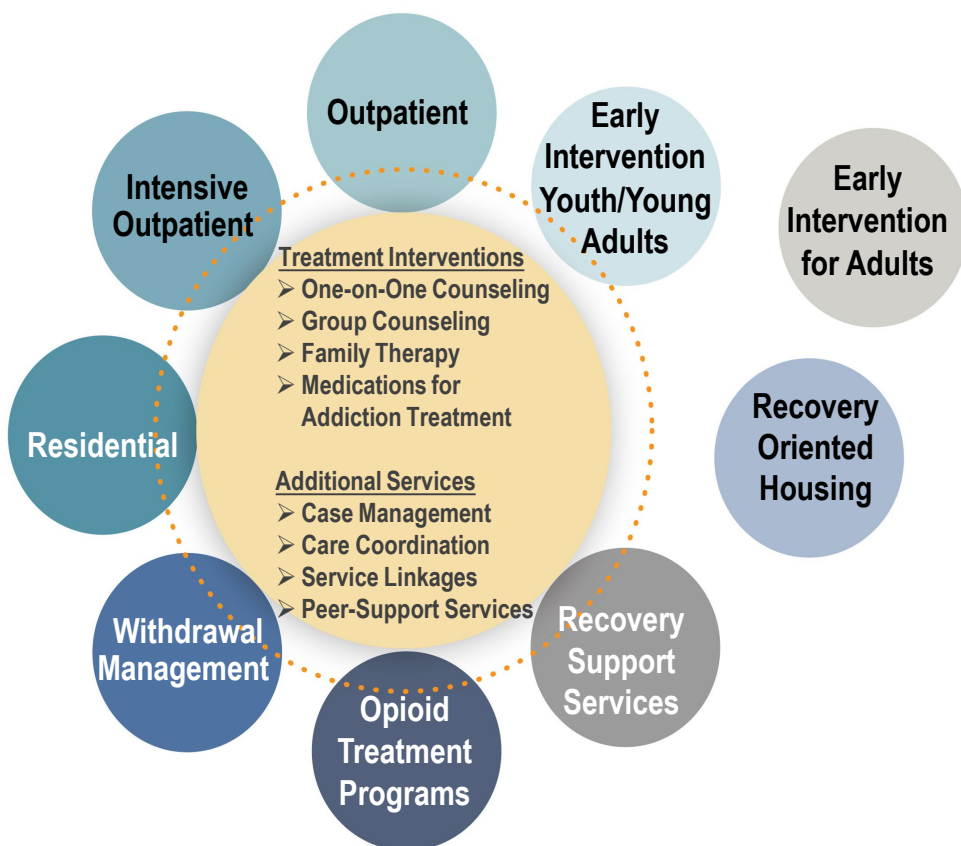 Outpatient
Early
Intervention
Youth/Young
Adults
Early
Intervention
for Adults
Intensive
Outpatient
Treatment Interventions
➢ One-on-One Counseling
➢ Group Counseling
➢ Family Therapy
➢ Medications for
Addiction Treatment
Additional Services
➢ Case Management
➢ Care Coordination
➢ Service Linkages
➢ Peer-Support Services
Residential
Recovery
Oriented
Housing
Withdrawal
Management
Opioid
Treatment
Programs
Recovery
Support
Services